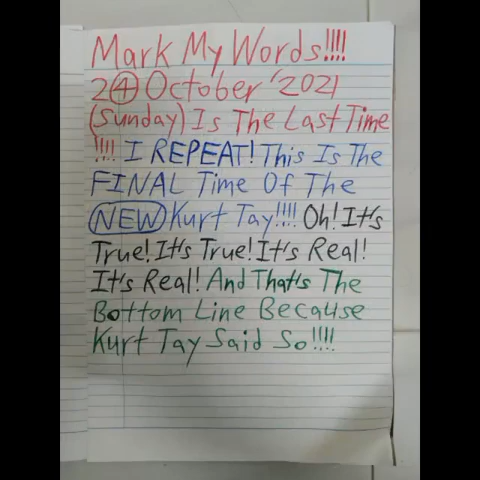 Mark My Words!!!!
24 October '2021
(Sunday) Is The Last Time
!!!! I REPEAT! This Is The
FINAL Time Of The
NEW Kurt Tay!!!! Oh! It's
True! It's True! It's Real!
It's Real! And That's The
Bottom Line Because
Kurt Tay Said So!!!!